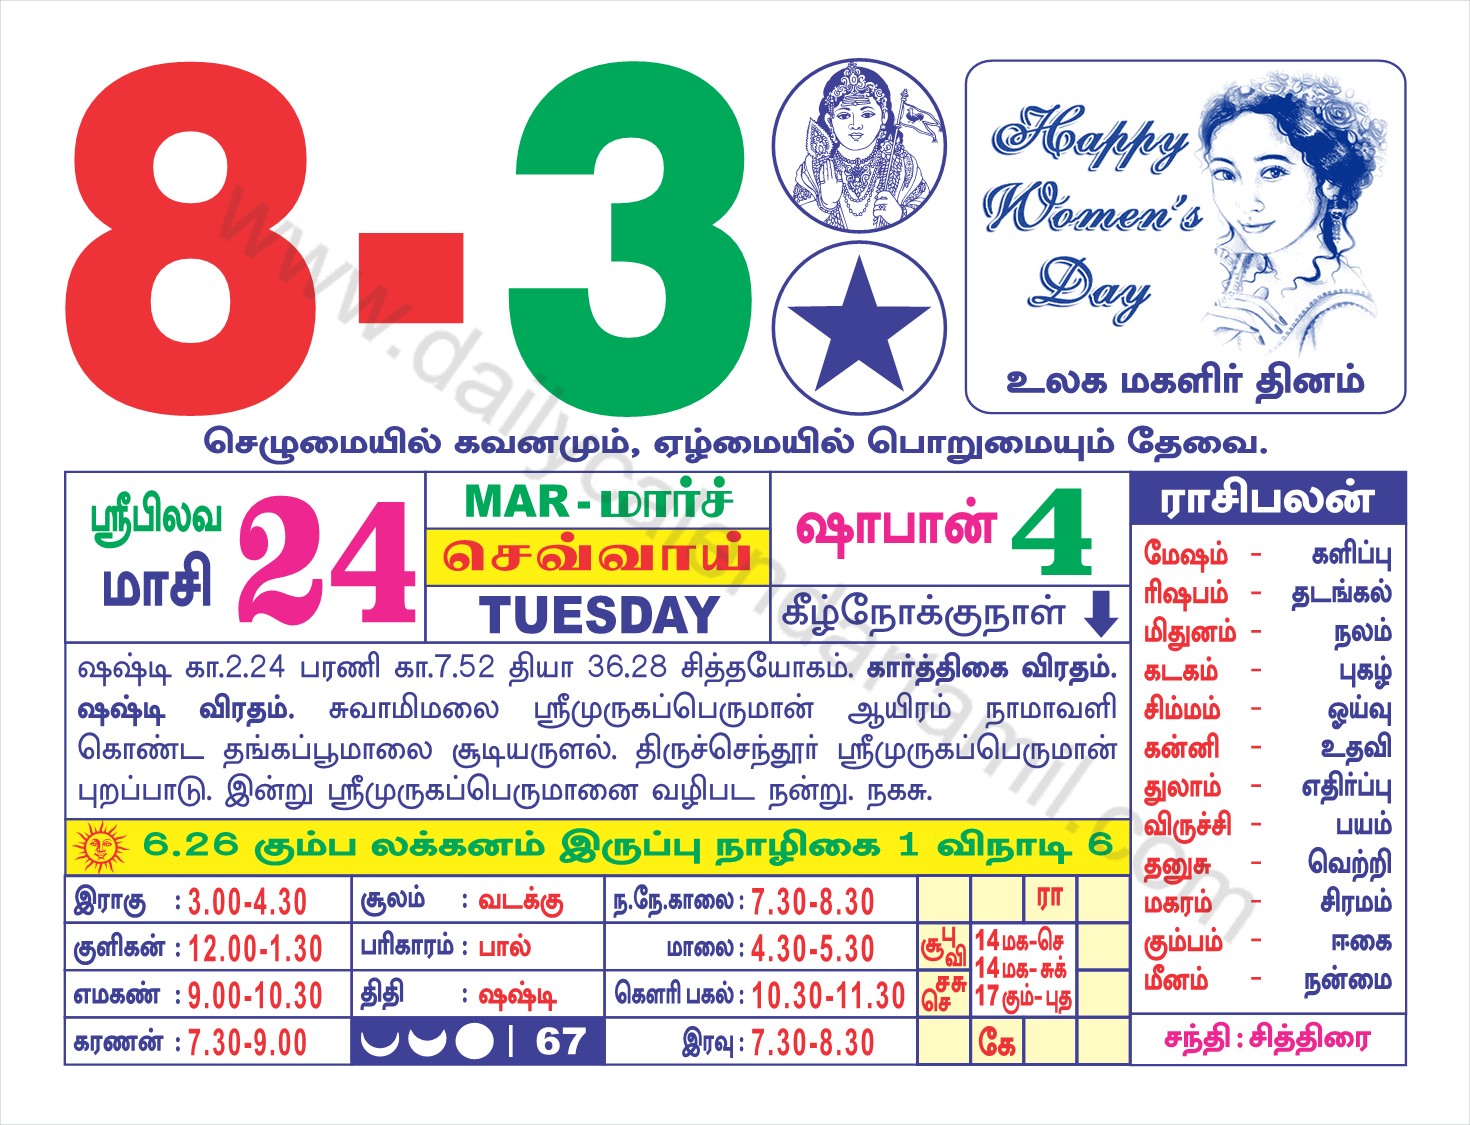 8-3
Happy
Women's
Day
உலக மகளிர் தினம்
செழுமையில் கவனமும், ஏழ்மையில் பொறுமையும் தேவை.
ஸ்ரீபிலவ
மாசி 24
MAR - மார்ச்
செவ்வாய்
TUESDAY
ஷாபான் 4
கீழ்நோக்குநாள்
ஷஷ்டி கா.2.24 பரணி கா.7.52 தியா 36.28 சித்தயோகம். கார்த்திகை விரதம்.
ஷஷ்டி விரதம். சுவாமிமலை ஸ்ரீமுருகப்பெருமான் ஆயிரம் நாமாவளி
கொண்ட தங்கப்பூமாலை சூடியருளல். திருச்செந்தூர் ஸ்ரீமுருகப்பெருமான்
புறப்பாடு. இன்று ஸ்ரீமுருகப்பெருமானை வழிபட நன்று. நகசு.
6.26 கும்ப லக்கனம் இருப்பு நாழிகை 1 விநாடி 6
இராகு : 3.00-4.30
குளிகன் : 12.00-1.30
எமகண் : 9.00-10.30
கரணன் : 7.30-9.00
சூலம் : வடக்கு
பரிகாரம் : பால்
திதி : ஷஷ்டி
| 67
ந.நே.காலை : 7.30-8.30
மாலை : 4.30-5.30
கௌரி பகல் : 10.30-11.30
இரவு : 7.30-8.30
ரா
சூ பு வி
14 மக-செ
14 மக-சுக்
17 கும்-புத
சசு செ
கே
ராசிபலன்
மேஷம் - களிப்பு
ரிஷபம் - தடங்கல்
மிதுனம் - நலம்
கடகம் - புகழ்
சிம்மம் - ஓய்வு
கன்னி - உதவி
துலாம் - எதிர்ப்பு
விருச்சி - பயம்
தனுசு - வெற்றி
மகரம் - சிரமம்
கும்பம் - ஈகை
மீனம் - நன்மை
சந்தி : சித்திரை
www.dailycalendartamil.com